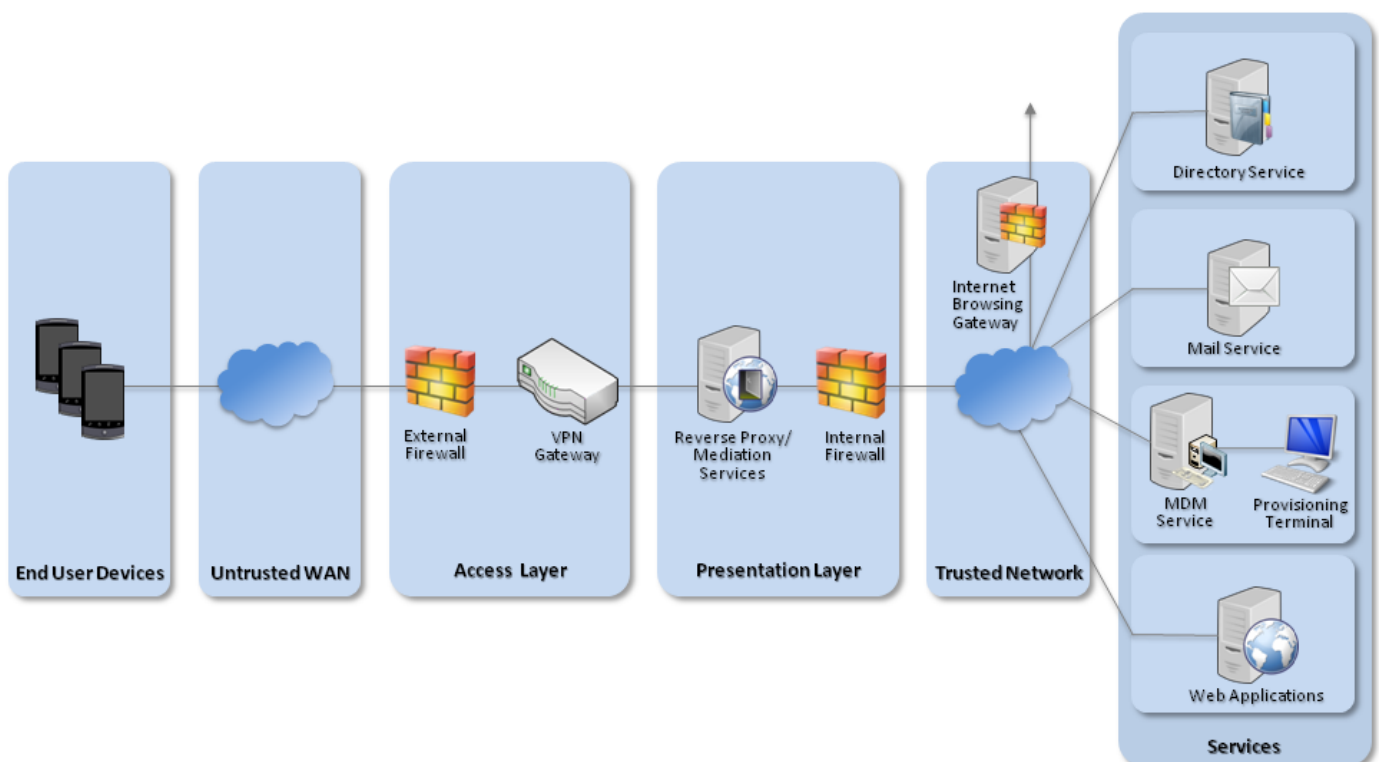 Directory Service
Internet
Browsing
Gateway
Mail Service
External
Firewall
VPN
Gateway
Reverse Proxy/
Mediation
Services
Internal
Firewall
MDM
Service
Provisioning
Terminal
End User Devices
Untrusted WAN
Access Layer
Presentation Layer
Trusted Network
Web Applications
Services